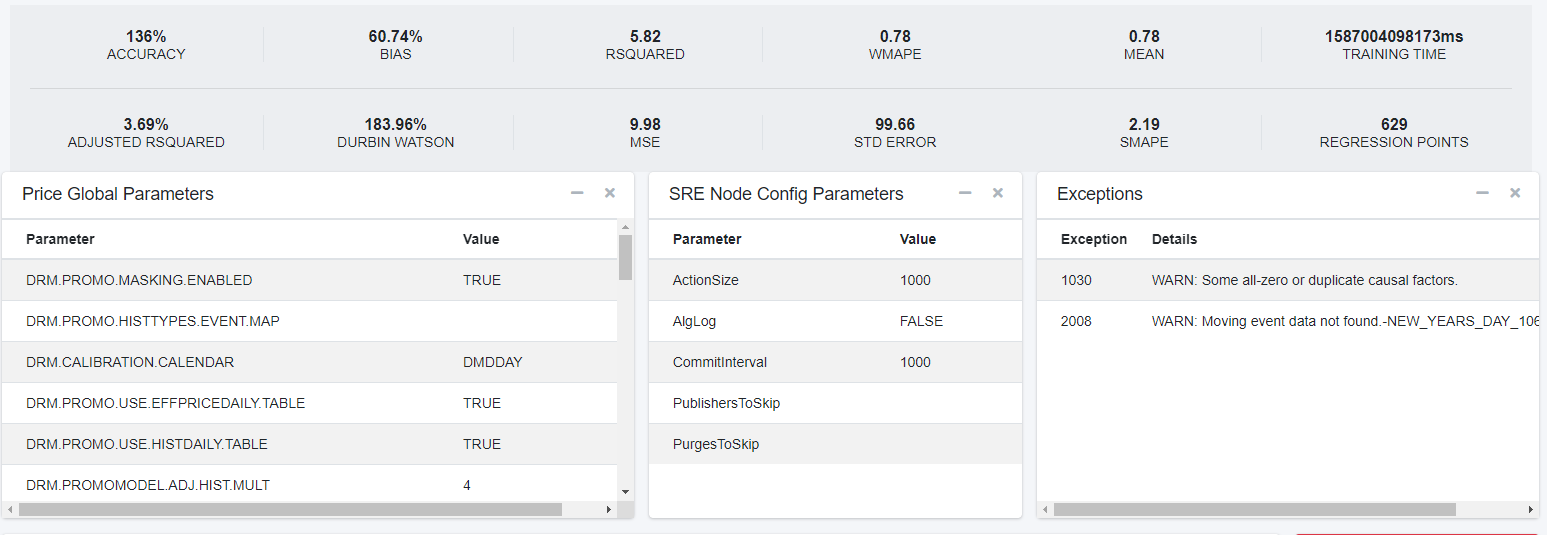 136% 60.74% 5.82 0.78 0.78 1587004098173ms
ACCURACY BIAS RSQUARED WMAPE MEAN TRAINING TIME
3.69% 183.96% 9.98 99.66 2.19 629
ADJUSTED RSQUARED DURBIN WATSON MSE STD ERROR SMAPE REGRESSION POINTS
Price Global Parameters
Parameter Value
DRM.PROMO.MASKING.ENABLED TRUE
DRM.PROMO.HISTTYPES.EVENT.MAP
DRM.CALIBRATION.CALENDAR DMDDAY
DRM.PROMO.USE.EFFPRICEDAILY.TABLE TRUE
DRM.PROMO.USE.HISTDAILY.TABLE TRUE
DRM.PROMOMODEL.ADJ.HIST.MULT 4
SRE Node Config Parameters
Parameter Value
ActionSize 1000
AlgLog FALSE
CommitInterval 1000
PublishersToSkip
PurgesToSkip
Exceptions
Exception Details
1030 WARN: Some all-zero or duplicate causal factors.
2008 WARN: Moving event data not found.-NEW_YEARS_DAY_106